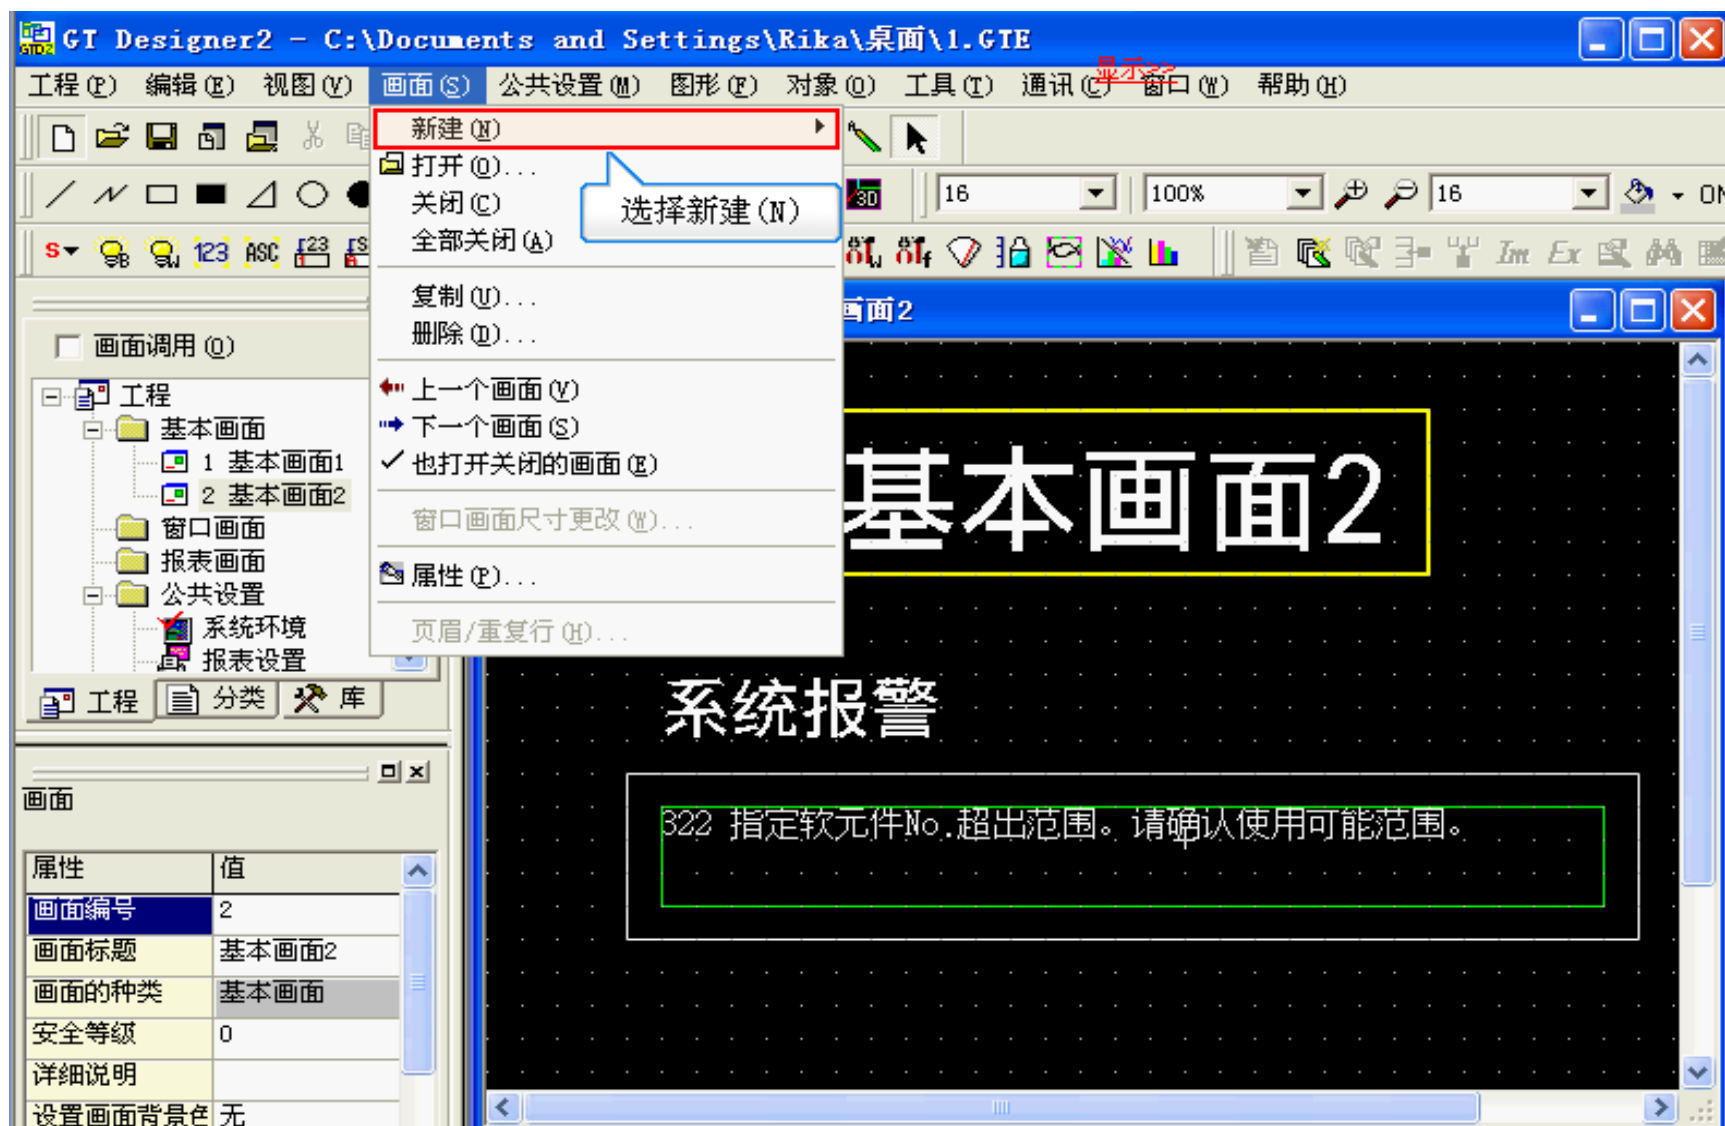 GT Designer2 - C:\Documents and Settings\Rika\桌面\1.GTE
工程(P) 编辑(E) 视图(V) 画面(S) 公共设置(M) 图形(F) 对象(O) 工具(T) 通讯(C) 窗口(W) 帮助(H)
显示>>
新建(N)
打开(O)...
关闭(C)
全部关闭(A)
选择新建(N)
复制(U)...
删除(D)...
上一个画面(V)
下一个画面(S)
也打开关闭的画面(E)
窗口画面尺寸更改(W)...
属性(P)...
页眉/重复行(H)...
16 100% 16 ON
S 123 ASC
Im Ex
画面2
画面调用(O)
工程
基本画面
1 基本画面1
2 基本画面2
窗口画面
报表画面
公共设置
系统环境
报表设置
工程 分类 库
画面
属性 值
画面编号 2
画面标题 基本画面2
画面的种类 基本画面
安全等级 0
详细说明
设置画面背景色 无
基本画面2
系统报警
322 指定软元件No.超出范围。请确认使用可能范围。